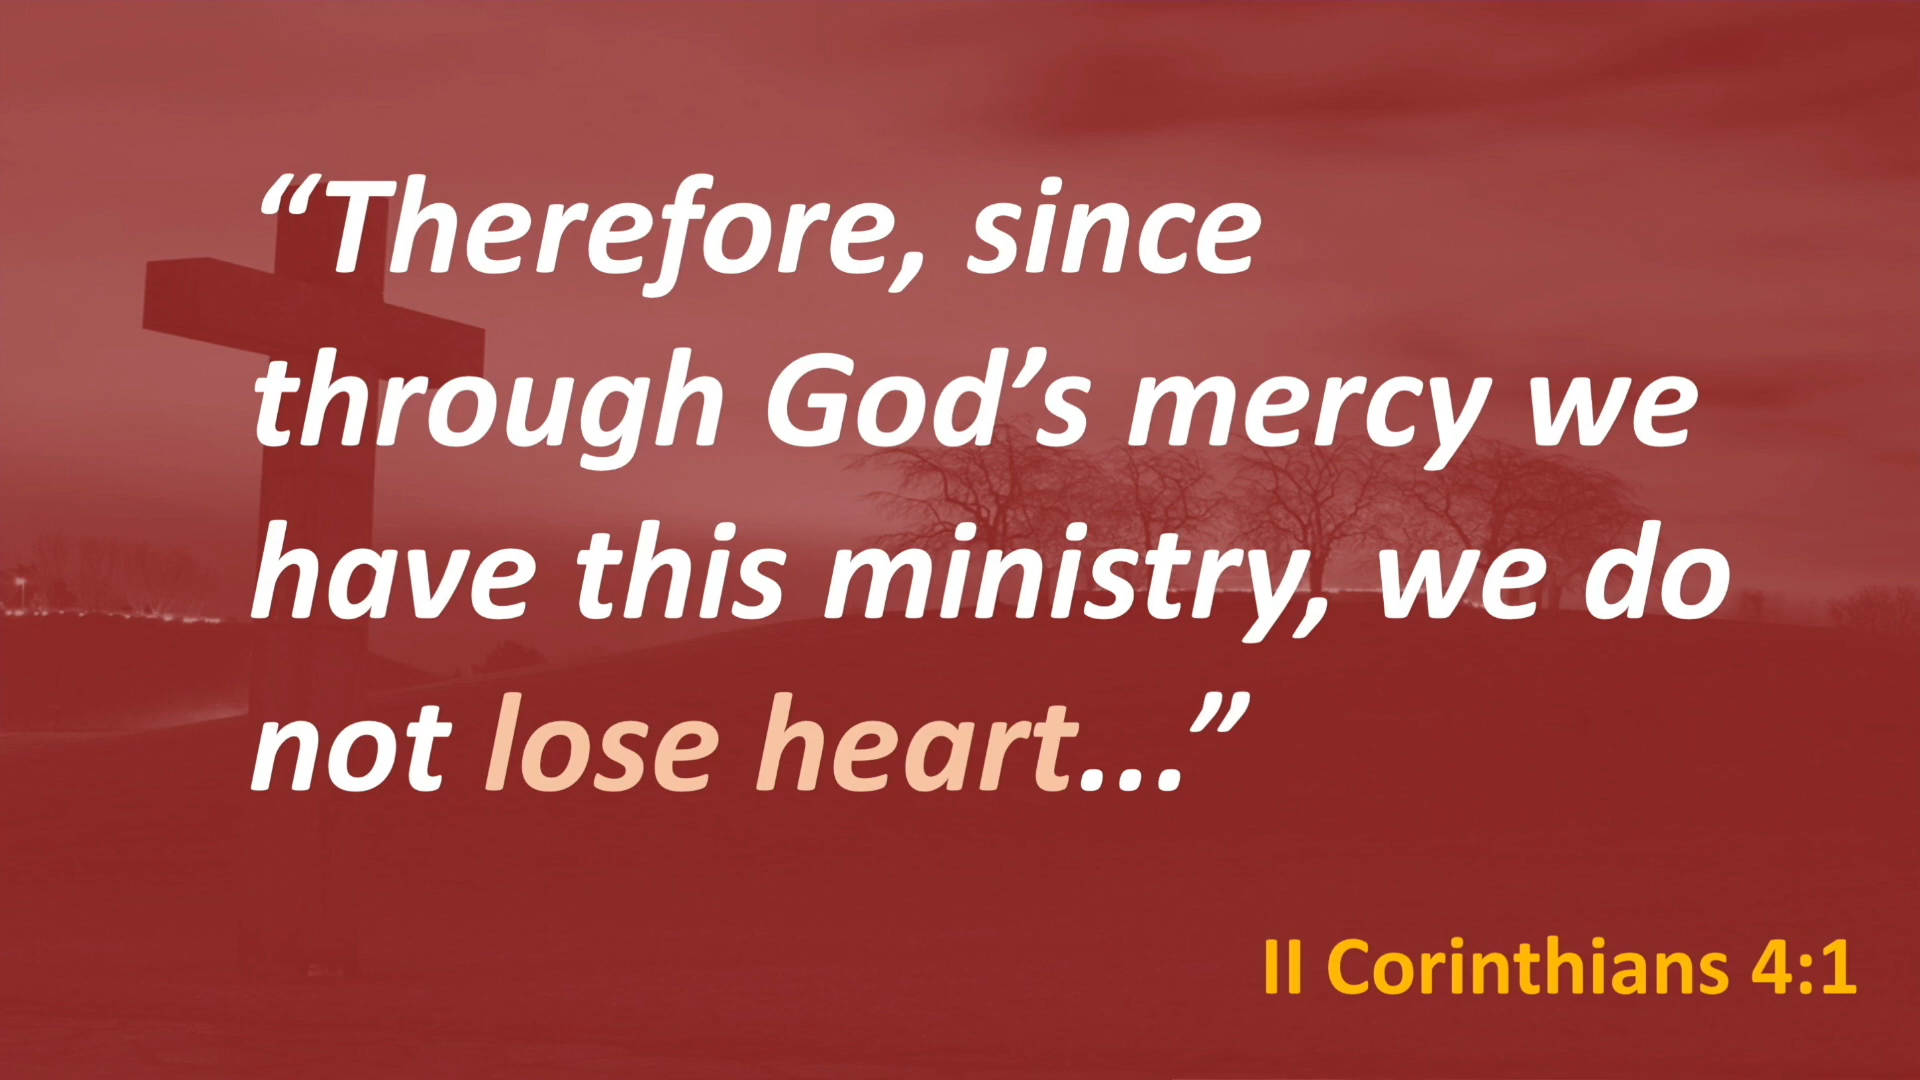 “Therefore, since
through God’s mercy we
have this ministry, we do
not lose heart...”
II Corinthians 4:1